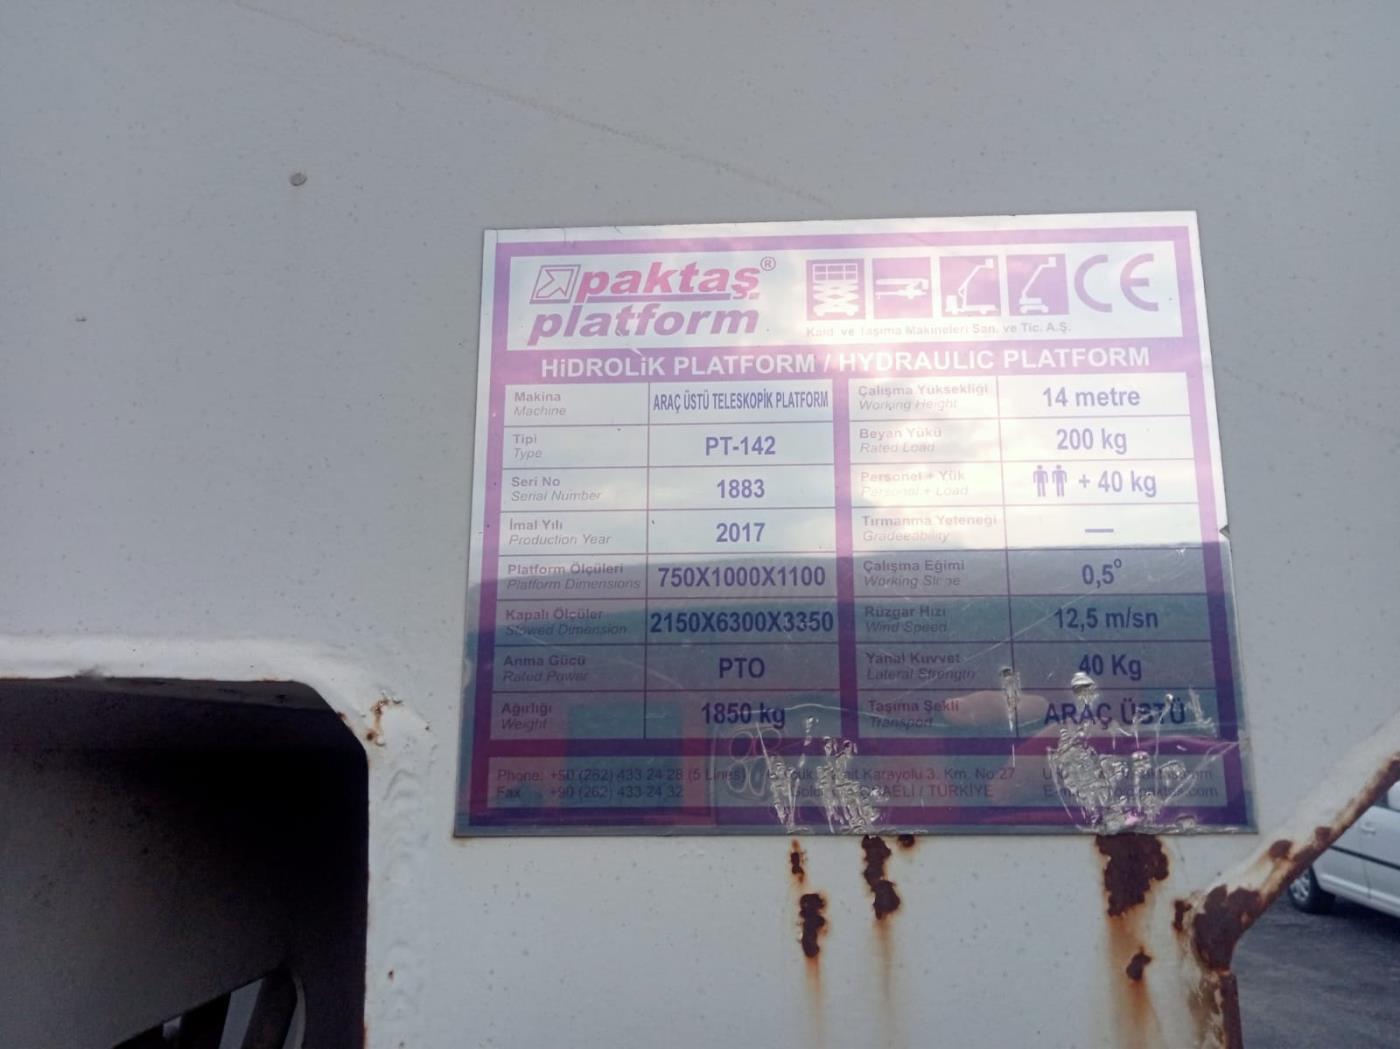 paktaş®
platform
CE
Kald. ve Taşıma Makineleri San. ve Tic. A.Ş.
HiDROLiK PLATFORM / HYDRAULIC PLATFORM
Makina
Machine
ARAÇ ÜSTÜ TELESKOPİK PLATFORM
Tipi
Type
PT-142
Seri No
Serial Number
1883
İmal Yılı
Production Year
2017
Platform Ölçüleri
Platform Dimensions
750X1000X1100
Kapalı Ölçüler
Stowed Dimension
2150X6300X3350
Anma Gücü
Rated Power
PTO
Ağırlığı
Weight
1850 kg
Çalışma Yüksekliği
Working Height
14 metre
Beyan Yükü
Rated Load
200 kg
Personel + Yük
Personal + Load
+ 40 kg
Tırmanma Yeteneği
Gradeability
—
Çalışma Eğimi
Working Slope
0,5°
Rüzgar Hızı
Wind Speed
12,5 m/sn
Yanal Kuvvet
Lateral Strength
40 Kg
Taşıma Şekli
Transport
ARAÇ ÜSTÜ
Phone: +90 (262) 433 24 28 (5 Lines) Karayolu 3. Km. No:27
Fax +90 (262) 433 24 32 / TÜRKİYE